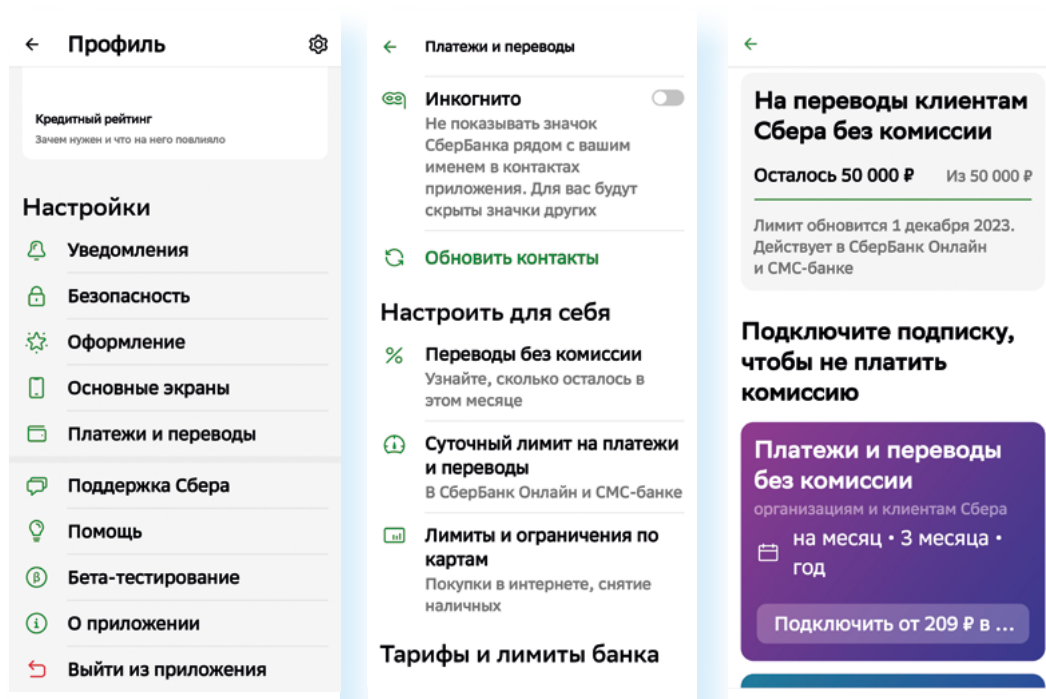 Профиль
Кредитный рейтинг
Зачем нужен и что на него повлияло
Настройки
Уведомления
Безопасность
Оформление
Основные экраны
Платежи и переводы
Поддержка Сбера
Помощь
Бета-тестирование
О приложении
Выйти из приложения
Платежи и переводы
Инкогнито
Не показывать значок
СберБанка рядом с вашим
именем в контактах
приложения. Для вас будут
скрыты значки других
Обновить контакты
Настроить для себя
Переводы без комиссии
Узнайте, сколько осталось в
этом месяце
Суточный лимит на платежи
и переводы
В СберБанк Онлайн и СМС-банке
Лимиты и ограничения по
картам
Покупки в интернете, снятие
наличных
Тарифы и лимиты банка
На переводы клиентам
Сбера без комиссии
Осталось 50 000 ₽ Из 50 000 ₽
Лимит обновится 1 декабря 2023.
Действует в СберБанк Онлайн
и СМС-банке
Подключите подписку,
чтобы не платить
комиссию
Платежи и переводы
без комиссии
организациям и клиентам Сбера
на месяц • 3 месяца •
год
Подключить от 209 ₽ в ...